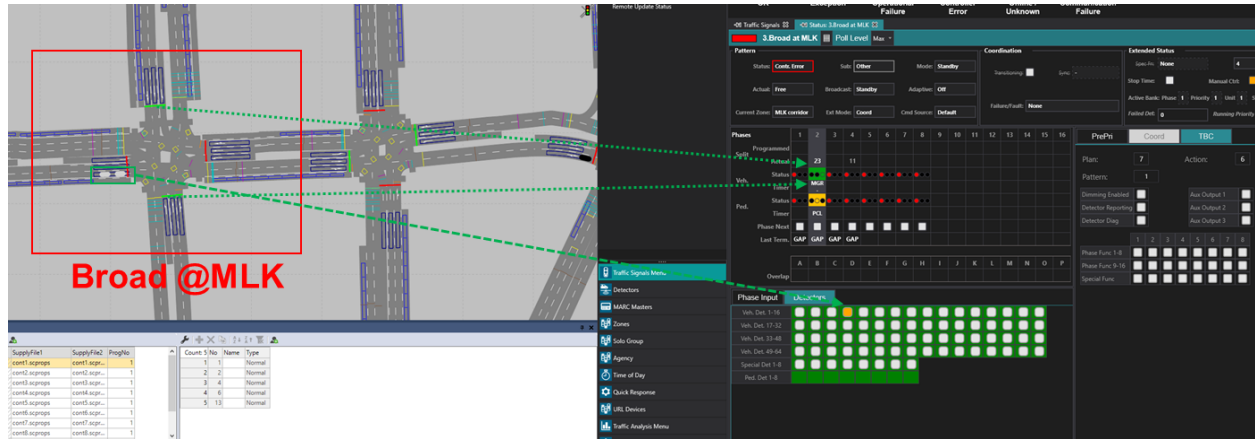 Remote Update Status
OK
Exception
Operational Failure
Controller Error
Online / Unknown
Communication Failure
Traffic Signals
Status: 3.Broad at MLK
3.Broad at MLK
Poll Level
Max
Pattern
Status:
Contr. Error
Sub:
Other
Mode:
Standby
Actual:
Free
Broadcast:
Standby
Adaptive:
Off
Current Zone:
MLK corridor
Ext Mode:
Coord
Cmd Source:
Default
Coordination
Transitioning
Sync:
-
Failure/Fault:
None
Extended Status
Spec Fn:
None
4
Stop Time:
Manual Ctrl:
Active Bank: Phase 1 Priority 1 Unit 1
Failed Det:
0
Running Priority
Phases
1 2 3 4 5 6 7 8 9 10 11 12 13 14 15 16
Split
Programmed
Actual
23
11
Veh.
Status
Timer
MGR
-
Ped.
Status
Timer
PCL
Phase Next
Last Term.
GAP GAP GAP GAP
A B C D E F G H I J K L M N O P
Overlap
PrePri
Coord
TBC
Plan:
7
Action:
6
Pattern:
1
Dimming Enabled
Aux Output 1
Detector Reporting
Aux Output 2
Detector Diag
Aux Output 3
1 2 3 4 5 6 7 8
Phase Func 1-8
Phase Func 9-16
Special Func
Broad @MLK
Traffic Signals Menu
Detectors
MARC Masters
Zones
Solo Group
Agency
Time of Day
Quick Response
URL Devices
Traffic Analysis Menu
Phase Input
Detectors
Veh. Det. 1-16
Veh. Det. 17-32
Veh. Det. 33-48
Veh. Det. 49-64
Special Det 1-8
Ped. Det 1-8
SupplyFile1 SupplyFile2 ProgNo
cont1.scprops cont1.scpr... 1
cont2.scprops cont2.scpr... 1
cont3.scprops cont3.scpr... 1
cont4.scprops cont4.scpr... 1
cont5.scprops cont5.scpr... 1
cont6.scprops cont6.scpr... 1
cont7.scprops cont7.scpr... 1
cont8.scprops cont8.scpr... 1
Count: 5 No Name Type
1 1 Normal
2 2 Normal
3 4 Normal
4 6 Normal
5 13 Normal